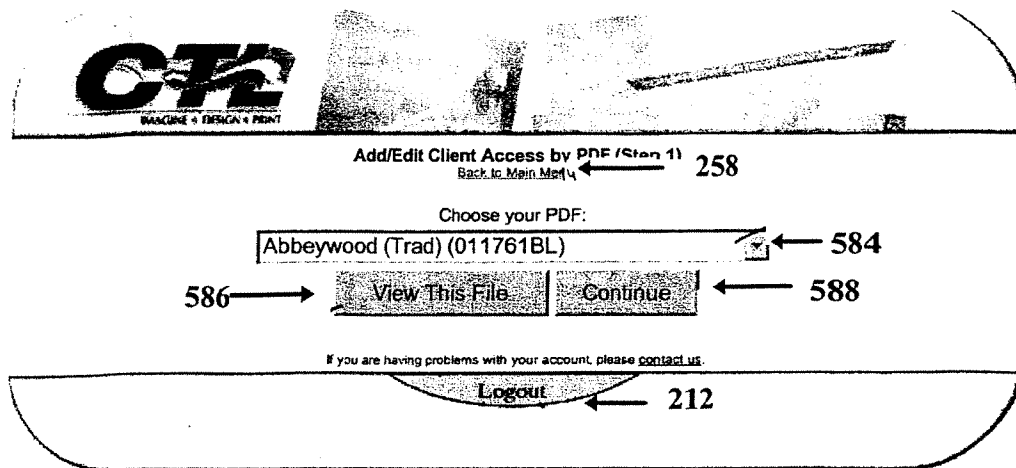 CTL
IMAGINE + DESIGN + PRINT
Add/Edit Client Access by PDF (Step 1)
Back to Main Menu 258
Choose your PDF:
Abbeywood (Trad) (011761BL) 584
586 View This File Continue 588
If you are having problems with your account, please contact us.
Logout
212